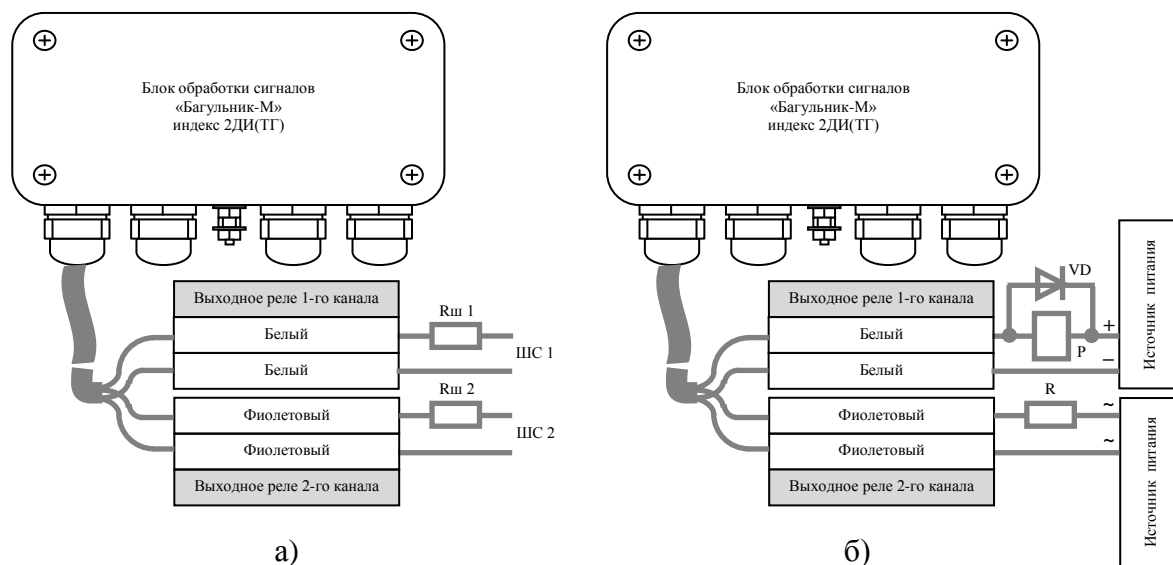 Блок обработки сигналов
«Багульник-М»
индекс 2ДИ(ТГ)
Выходное реле 1-го канала
Белый
Rш 1
Белый
ШС 1
Фиолетовый
Rш 2
Фиолетовый
ШС 2
Выходное реле 2-го канала
а)
Блок обработки сигналов
«Багульник-М»
индекс 2ДИ(ТГ)
Выходное реле 1-го канала
VD
Белый
Р
+
Белый
–
Источник питания
Фиолетовый
R
~
Фиолетовый
~
Источник питания
Выходное реле 2-го канала
б)